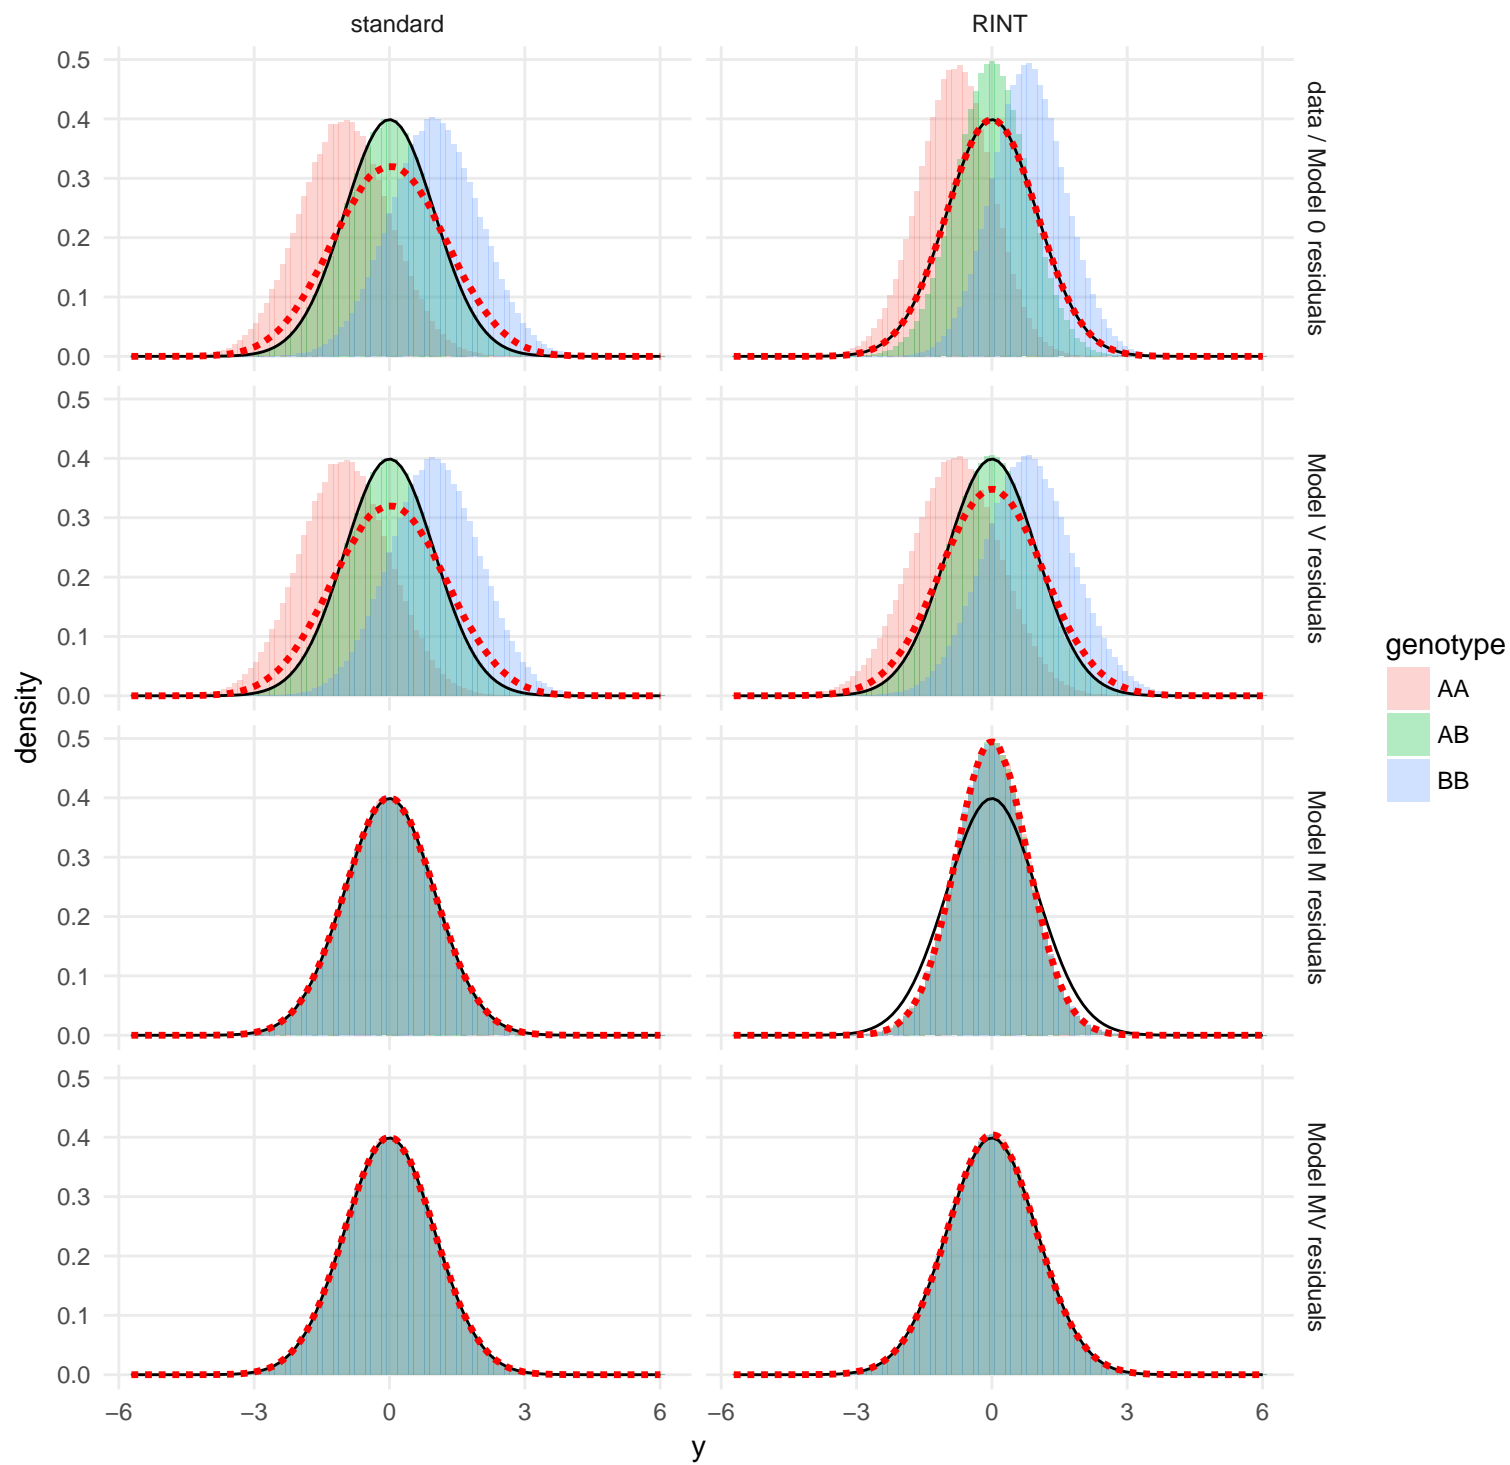 standard
RINT
0.5
0.4
0.3
0.2
0.1
0.0
data / Model 0 residuals
0.5
0.4
0.3
0.2
0.1
0.0
Model V residuals
0.5
0.4
0.3
0.2
0.1
0.0
Model M residuals
0.5
0.4
0.3
0.2
0.1
0.0
Model MV residuals
−6
−3
0
3
6
−6
−3
0
3
6
y
density
genotype
AA
AB
BB